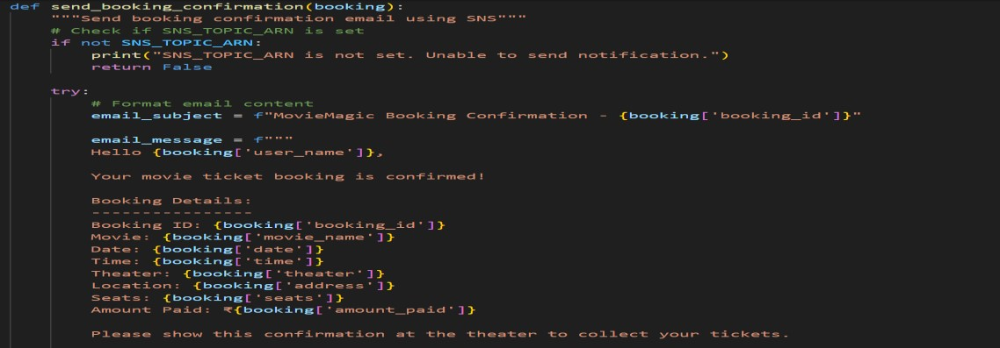 def send_booking_confirmation(booking):
    """Send booking confirmation email using SNS"""
    # Check if SNS_TOPIC_ARN is set
    if not SNS_TOPIC_ARN:
        print("SNS_TOPIC_ARN is not set. Unable to send notification.")
        return False

    try:
        # Format email content
        email_subject = f"MovieMagic Booking Confirmation - {booking['booking_id']}"

        email_message = f"""
        Hello {booking['user_name']},

        Your movie ticket booking is confirmed!

        Booking Details:
        ----------------
        Booking ID: {booking['booking_id']}
        Movie: {booking['movie_name']}
        Date: {booking['date']}
        Time: {booking['time']}
        Theater: {booking['theater']}
        Location: {booking['address']}
        Seats: {booking['seats']}
        Amount Paid: ₹{booking['amount_paid']}

        Please show this confirmation at the theater to collect your tickets.